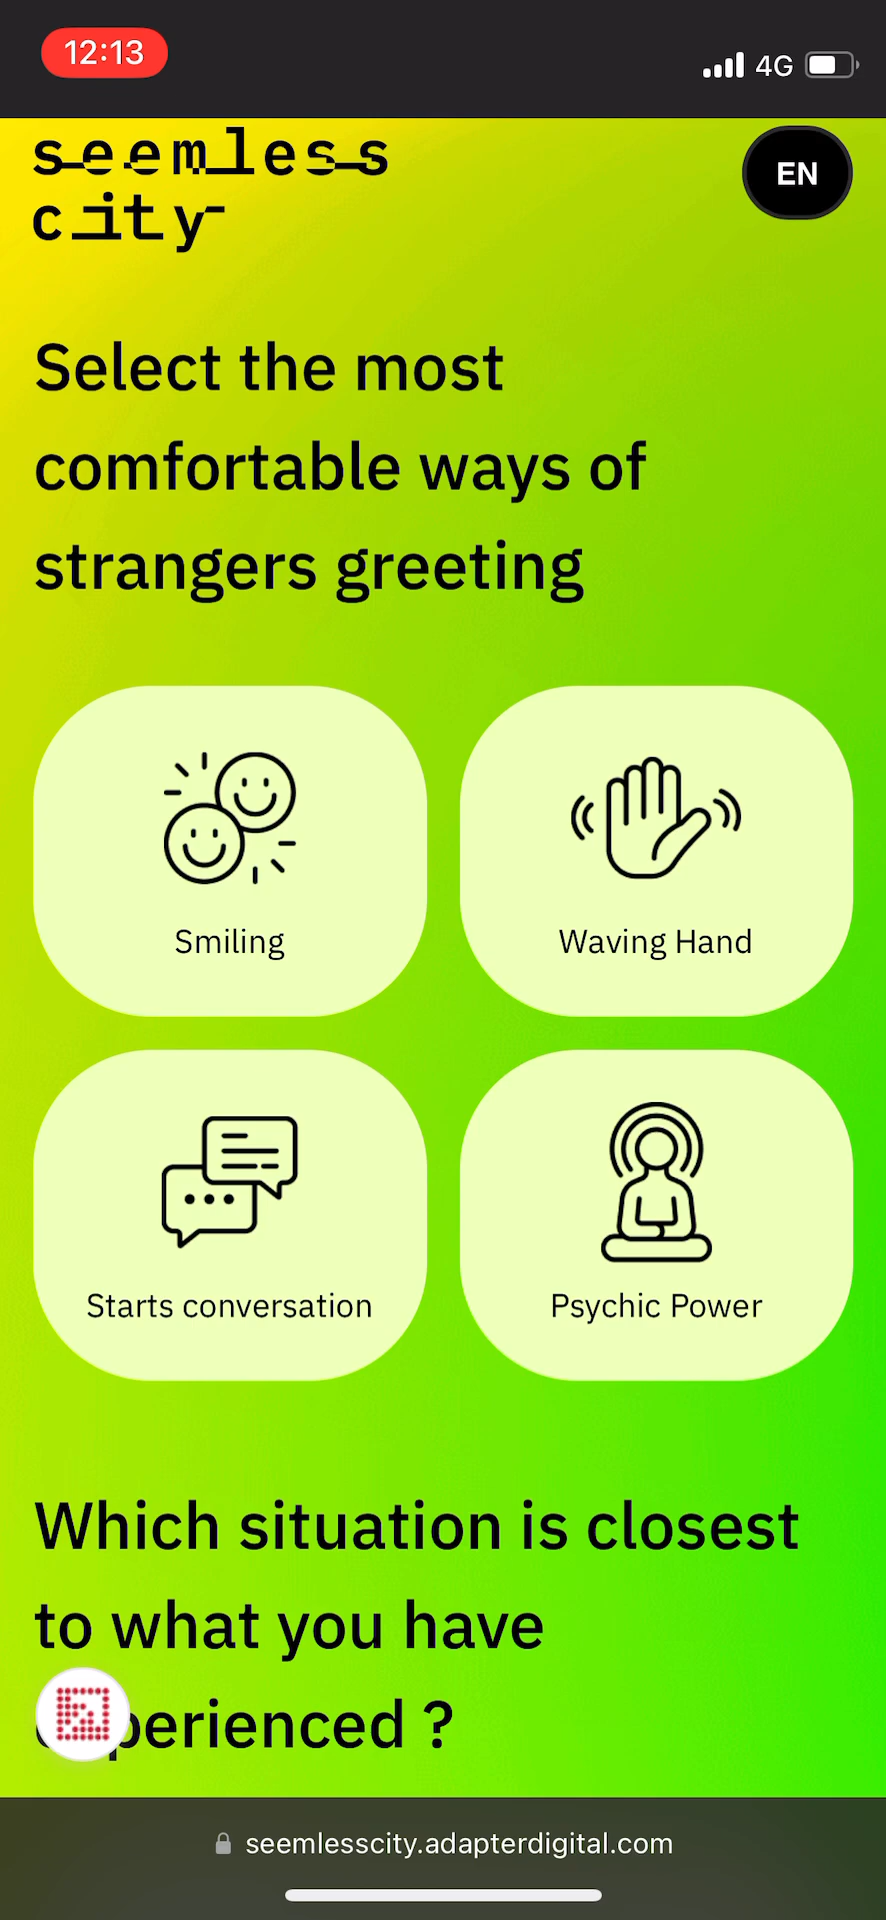 12:13
4G
seemless
city
EN
Select the most
comfortable ways of
strangers greeting
Smiling
Waving Hand
Starts conversation
Psychic Power
Which situation is closest
to what you have
perienced ?
seemlesscity.adapterdigital.com